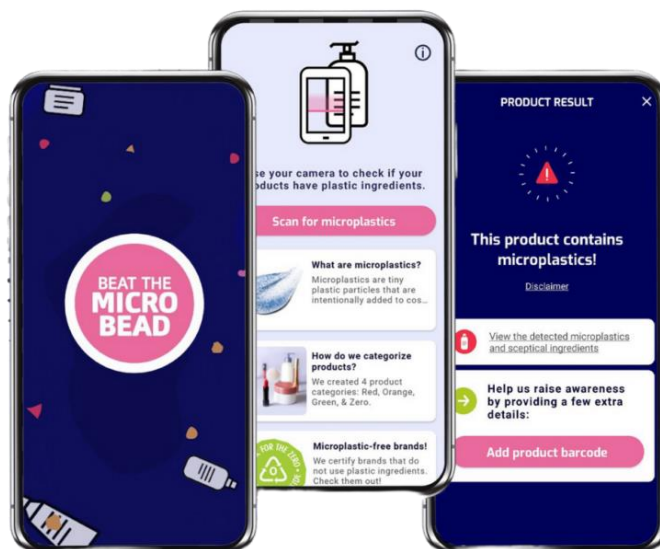 BEAT THE
MICRO
BEAD
se your camera to check if your
oducts have plastic ingredients.
Scan for microplastics
What are microplastics?
Microplastics are tiny
plastic particles that are
intentionally added to cos...
How do we categorize
products?
We created 4 product
categories: Red, Orange,
Green, & Zero.
FOR THE ZERO
Microplastic-free brands!
We certify brands that do
not use plastic ingredients.
Check them out!
PRODUCT RESULT
This product contains
microplastics!
Disclaimer
View the detected microplastics
and sceptical ingredients
Help us raise awareness
by providing a few extra
details:
Add product barcode